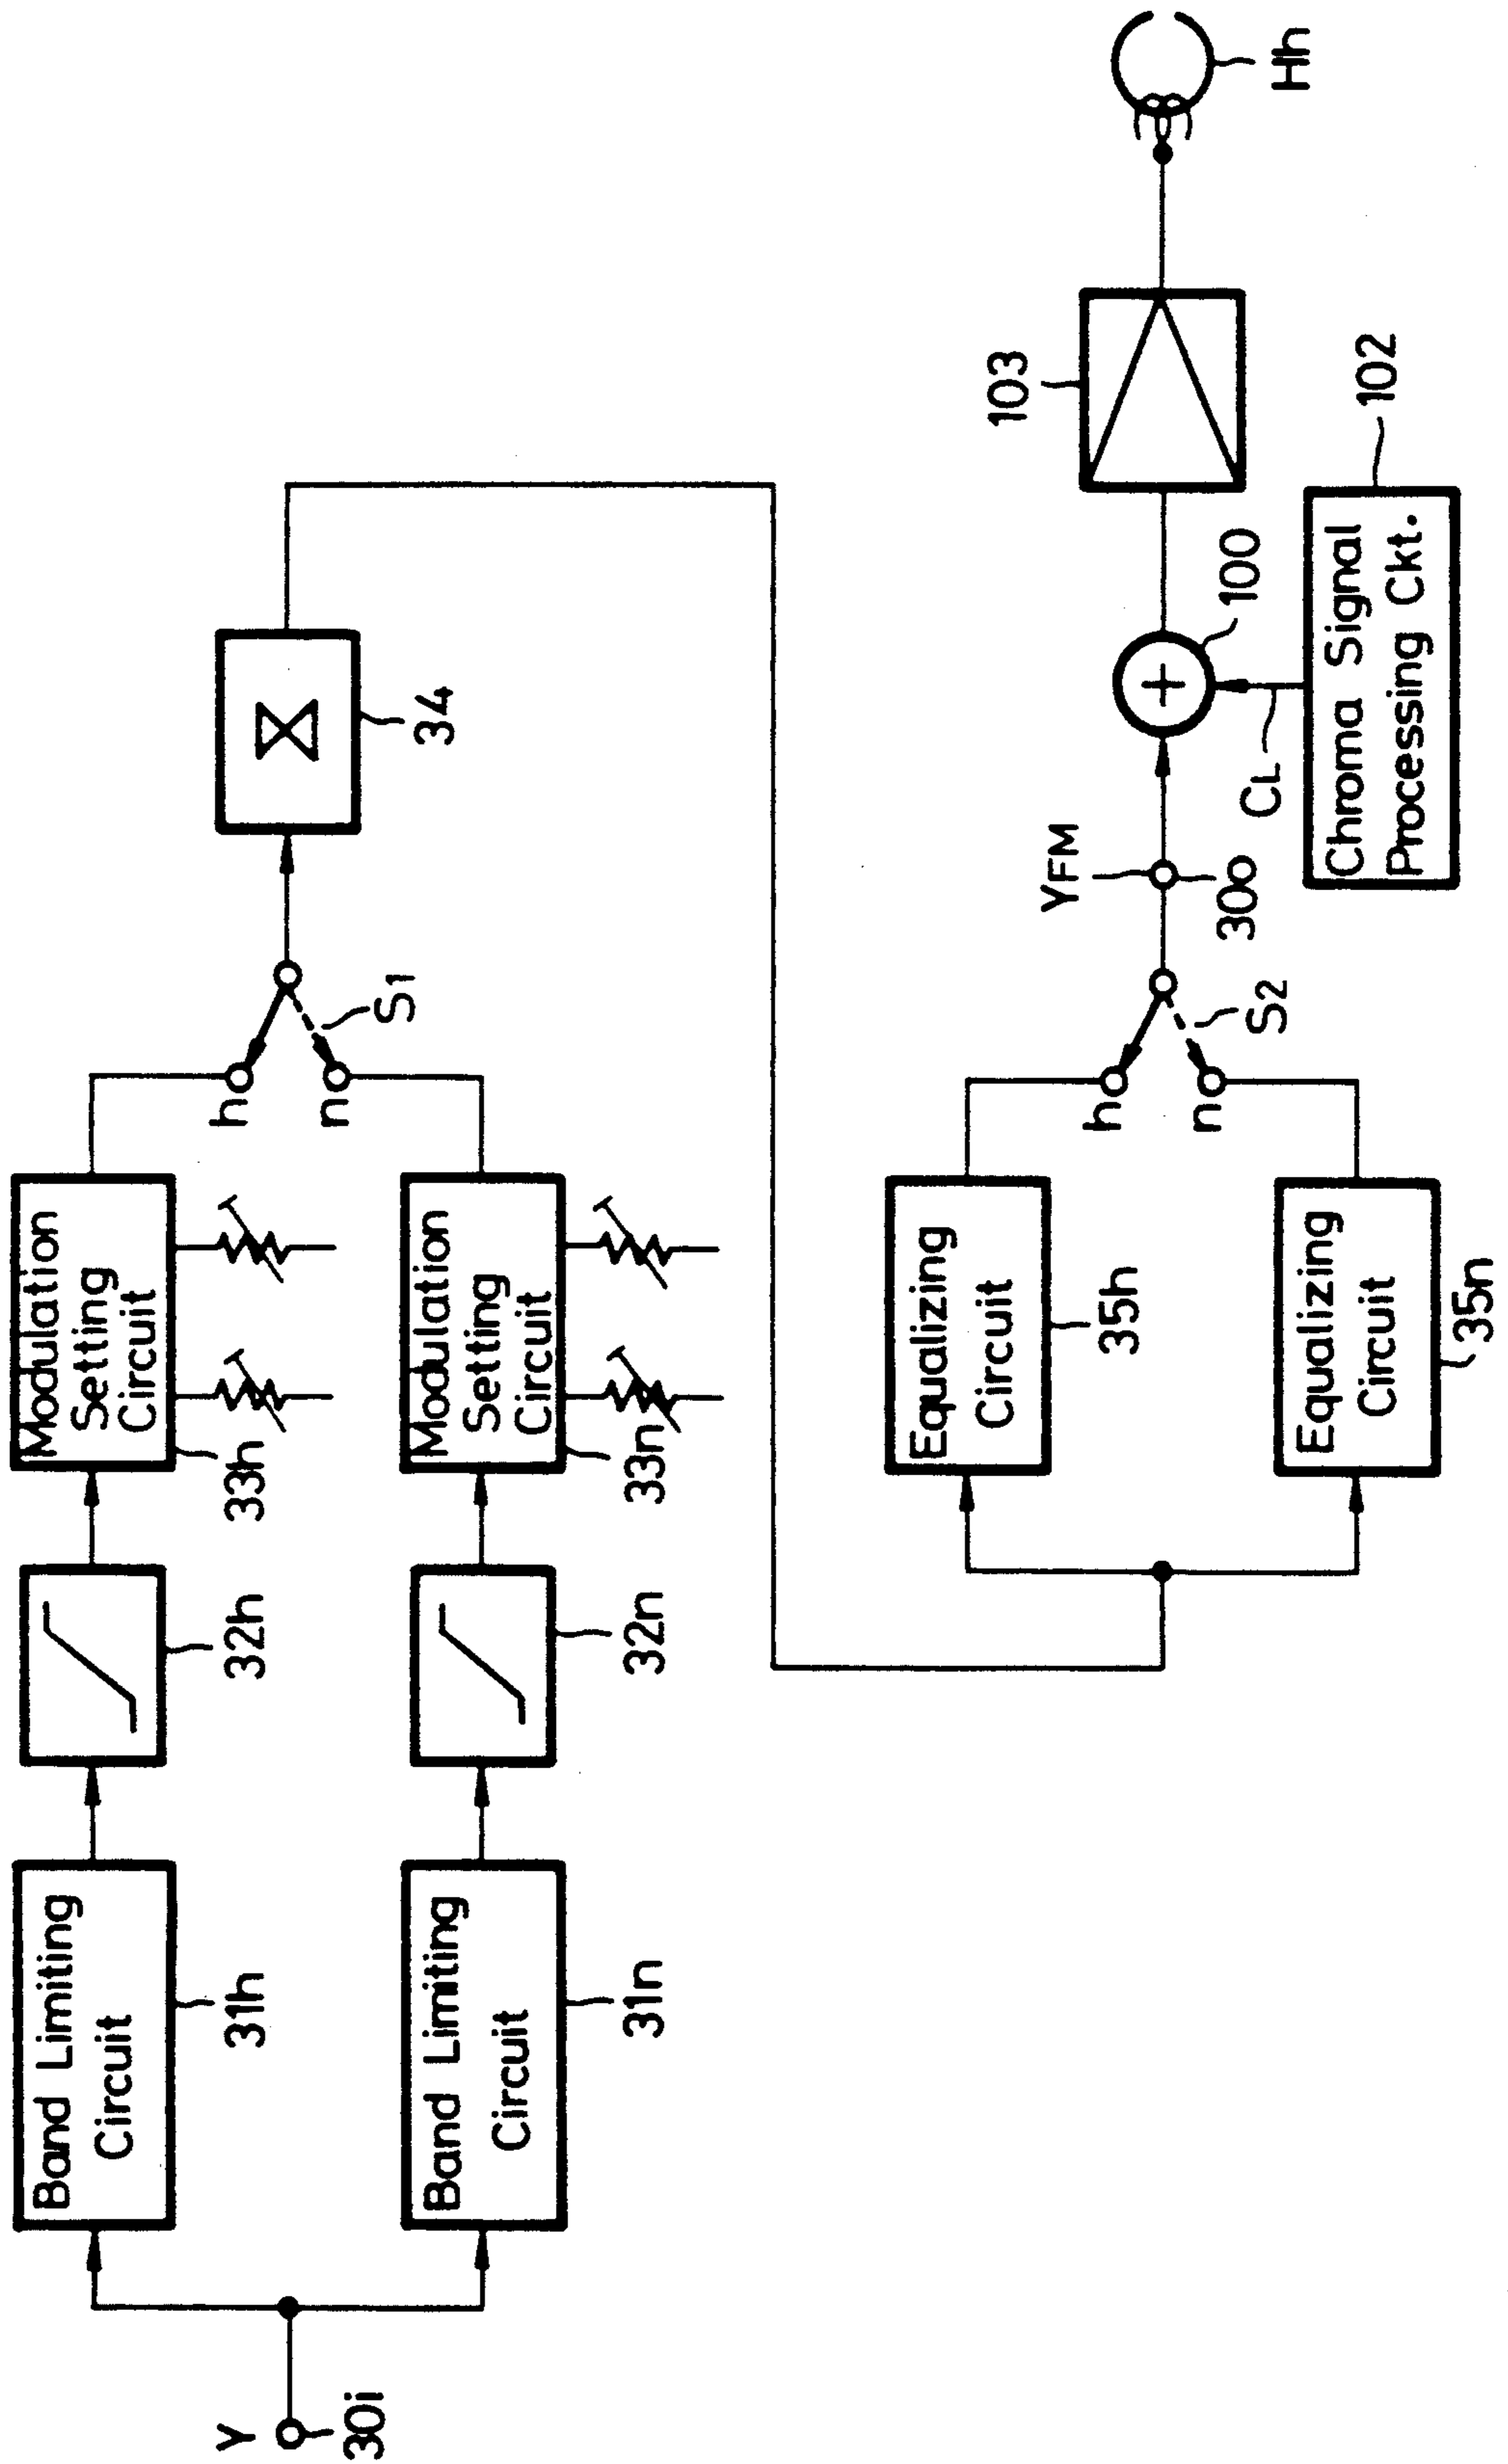 Y
30i
Band Limiting
Circuit
31h
32h
Modulation
Setting
Circuit
33h
h
n
S1
34
Band Limiting
Circuit
31n
32n
Modulation
Setting
Circuit
33n
Equalizing
Circuit
35h
Equalizing
Circuit
35n
h
n
S2
YFM
30o
CL
100
103
Hh
Chroma Signal
Processing Ckt.
102